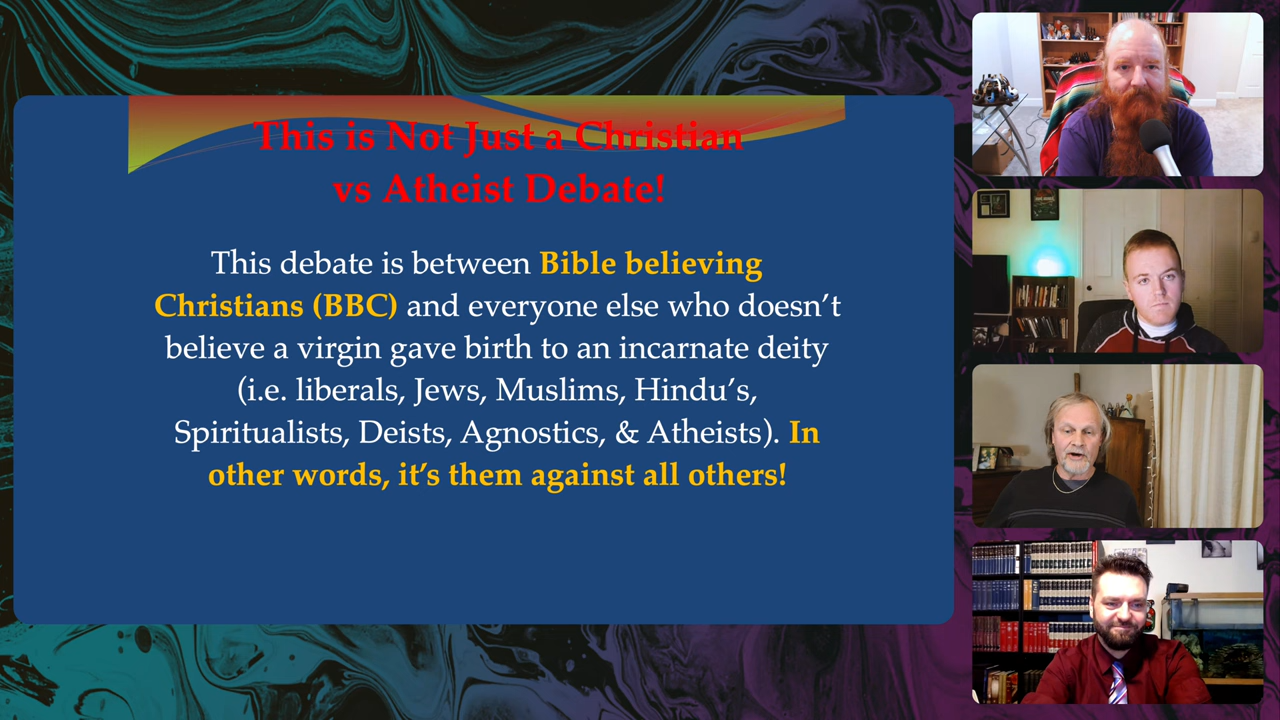 This is Not Just a Christian
vs Atheist Debate!
This debate is between Bible believing
Christians (BBC) and everyone else who doesn’t
believe a virgin gave birth to an incarnate deity
(i.e. liberals, Jews, Muslims, Hindu’s,
Spiritualists, Deists, Agnostics, & Atheists). In
other words, it’s them against all others!